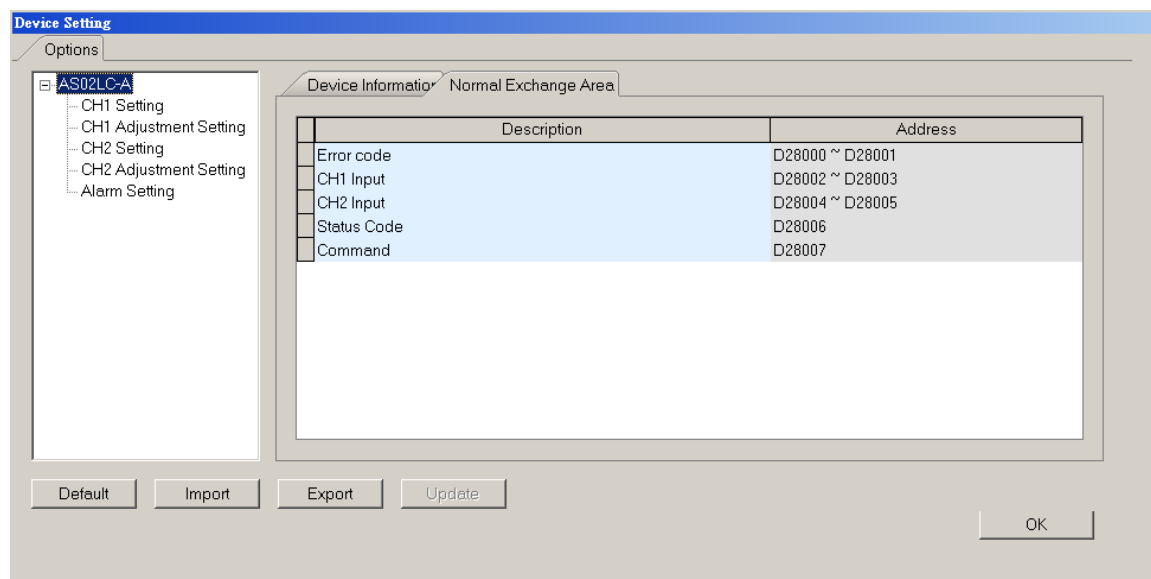 Device Setting
Options
AS02LC-A
CH1 Setting
CH1 Adjustment Setting
CH2 Setting
CH2 Adjustment Setting
Alarm Setting
Device Information Normal Exchange Area
Description Address
Error code D28000 ~ D28001
CH1 Input D28002 ~ D28003
CH2 Input D28004 ~ D28005
Status Code D28006
Command D28007
Default Import Export Update
OK